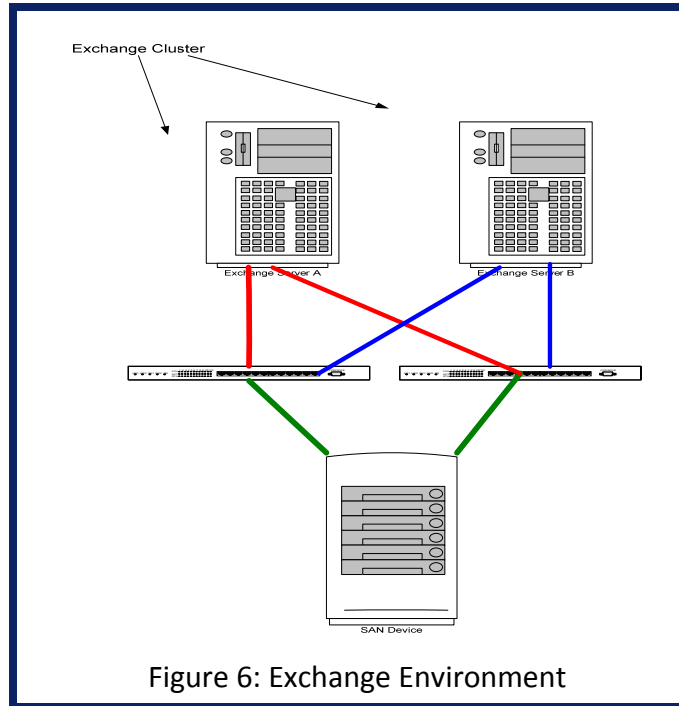 Exchange Cluster
Exchange Server A
Exchange Server B
SAN Device
Figure 6: Exchange Environment